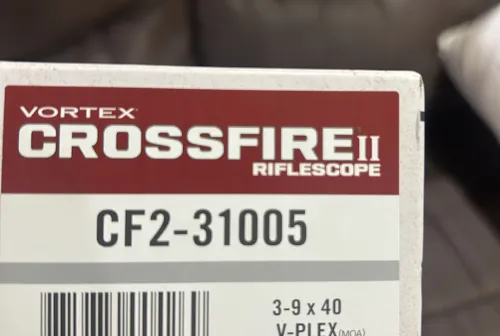 VORTEX
CROSSFIRE II
RIFLESCOPE
CF2-31005
3-9 x 40
V-PLEX (MOA)